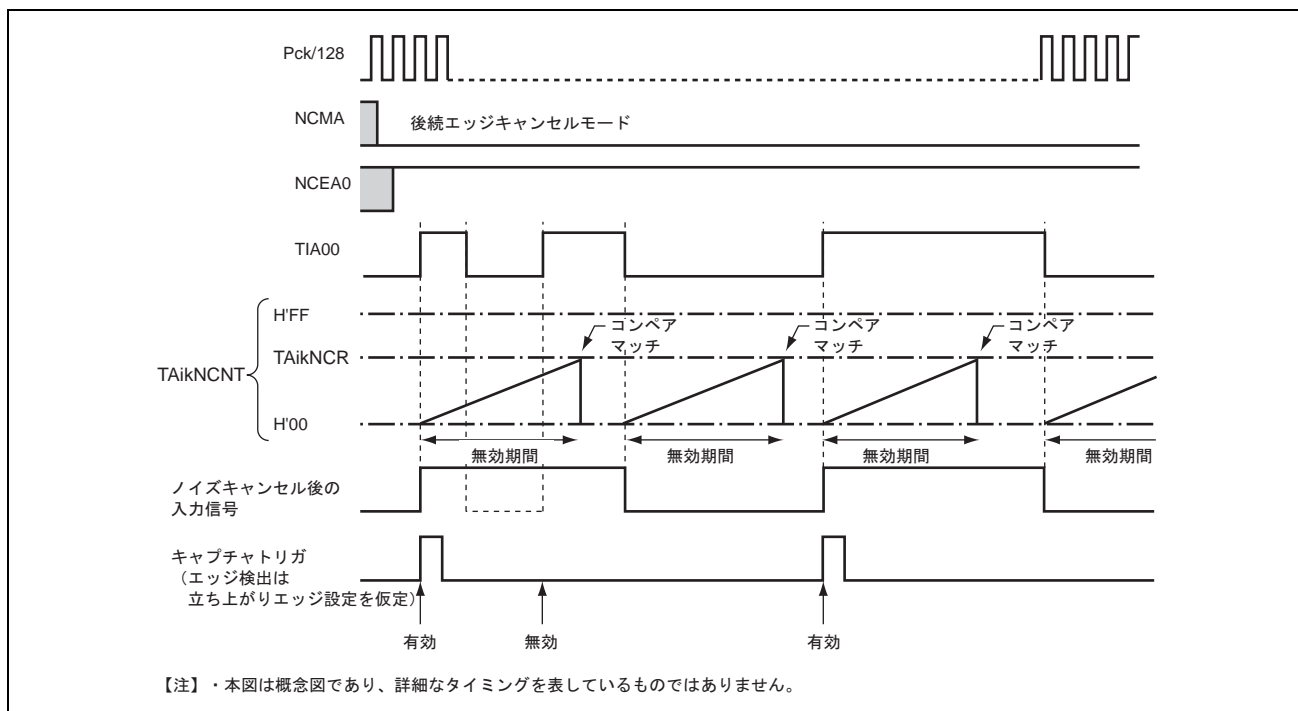 Pck/128
NCMA
後続エッジキャンセルモード
NCEA0
TIA00
H'FF
コンペア
マッチ
コンペア
マッチ
コンペア
マッチ
TAikNCR
TAikNCNT
H'00
無効期間
無効期間
無効期間
無効期間
ノイズキャンセル後の
入力信号
キャプチャトリガ
(エッジ検出は
立ち上がりエッジ設定を仮定)
有効
無効
有効
【注】・本図は概念図であり、詳細なタイミングを表しているものではありません。